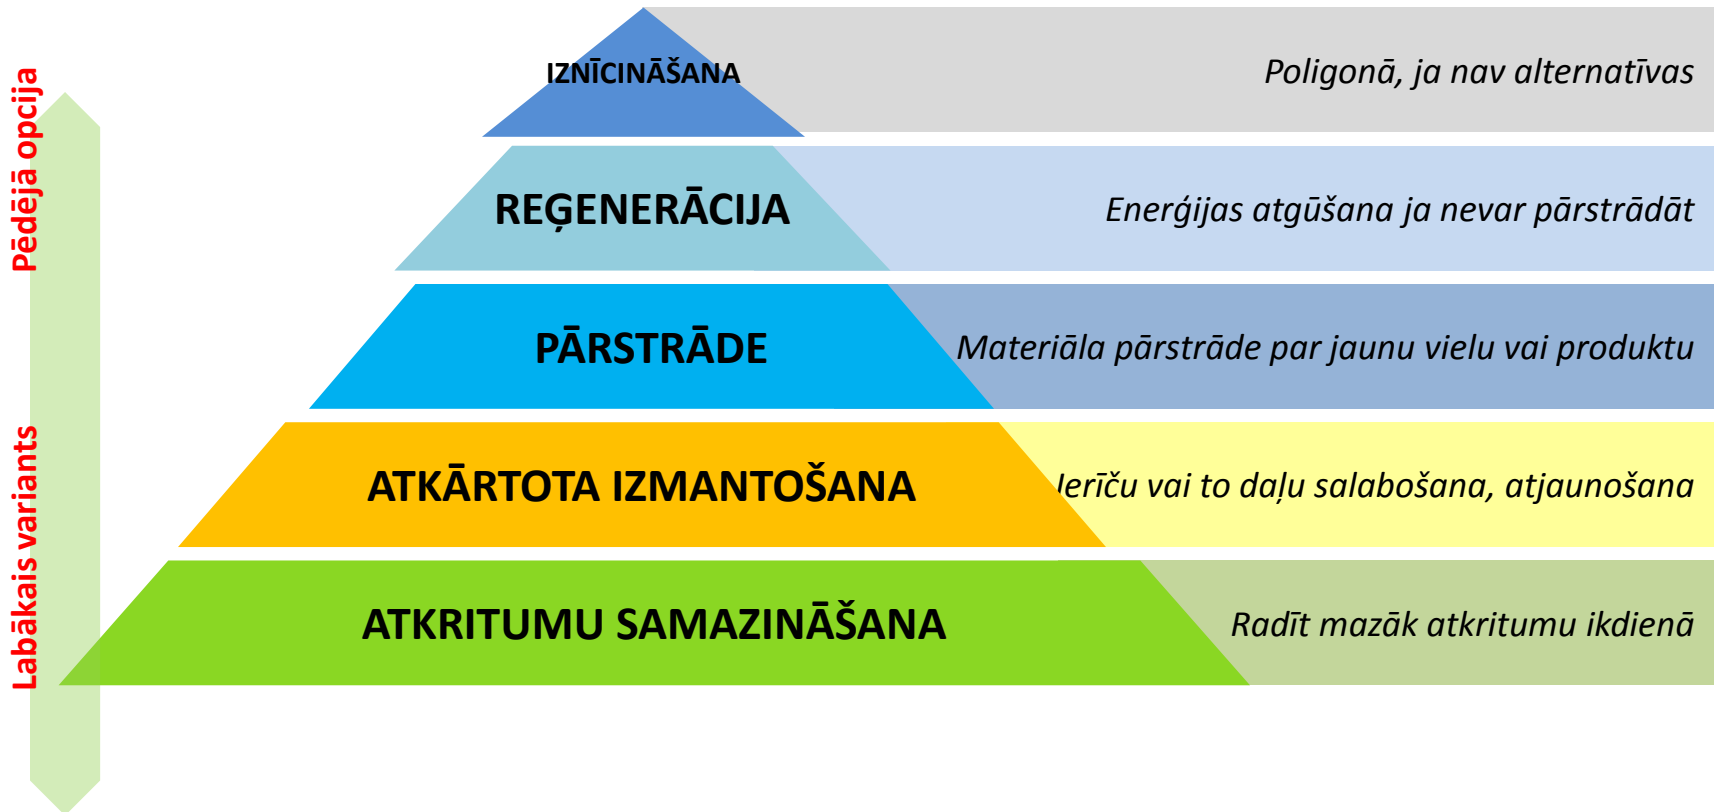 Pēdējā opcija
IZNĪCINĀŠANA
Poligonā, ja nav alternatīvas
REĢENERĀCIJA
Enerģijas atgūšana ja nevar pārstrādāt
PĀRSTRĀDE
Materiāla pārstrāde par jaunu vielu vai produktu
Labākais variants
ATKĀRTOTA IZMANTOŠANA
Ierīču vai to daļu salabošana, atjaunošana
ATKRITUMU SAMAZINĀŠANA
Radīt mazāk atkritumu ikdienā